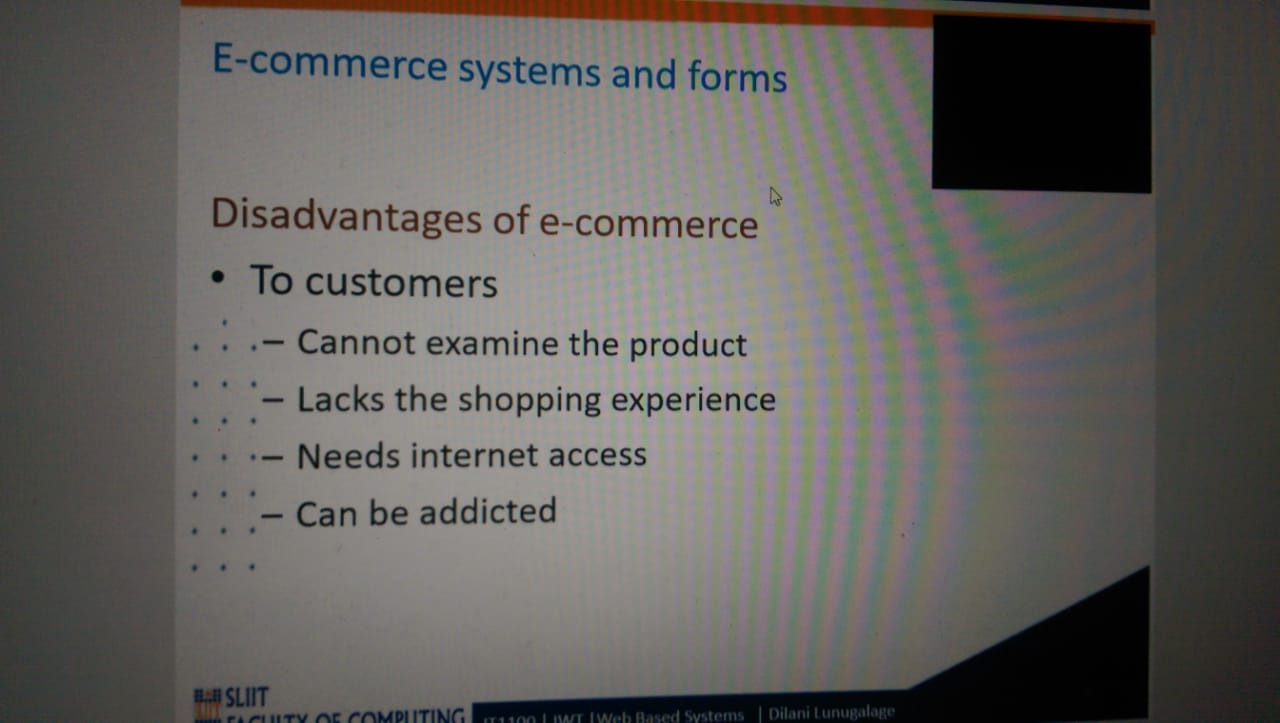 E-commerce systems and forms
Disadvantages of e-commerce
• To customers
– Cannot examine the product
– Lacks the shopping experience
– Needs internet access
– Can be addicted
SLIIT
FACULTY OF COMPUTING
IT1100 | IWT | Web Based Systems | Dilani Lunugalage